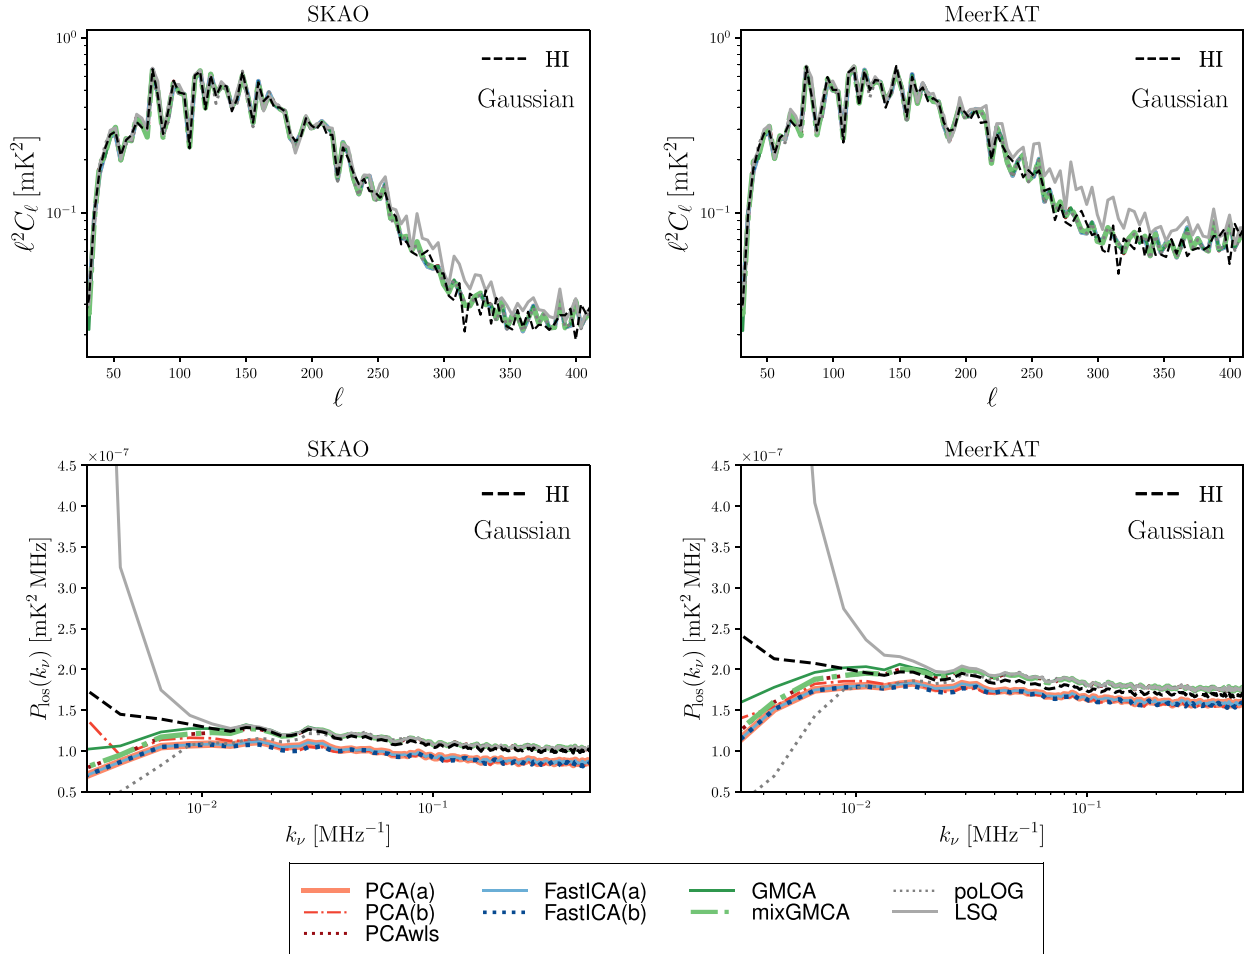 SKAO
MeerKAT
10⁰
10⁻¹
ℓ²C_ℓ [mK²]
HI
Gaussian
50 100 150 200 250 300 350 400
ℓ
10⁰
10⁻¹
ℓ²C_ℓ [mK²]
HI
Gaussian
50 100 150 200 250 300 350 400
ℓ
SKAO
MeerKAT
×10⁻⁷
4.5
4.0
3.5
3.0
2.5
2.0
1.5
1.0
0.5
P_los(k_ν) [mK² MHz]
HI
Gaussian
10⁻² 10⁻¹
k_ν [MHz⁻¹]
×10⁻⁷
4.5
4.0
3.5
3.0
2.5
2.0
1.5
1.0
0.5
P_los(k_ν) [mK² MHz]
HI
Gaussian
10⁻² 10⁻¹
k_ν [MHz⁻¹]
PCA(a) FastICA(a) GMCA poLOG
PCA(b) FastICA(b) mixGMCA LSQ
PCAwls